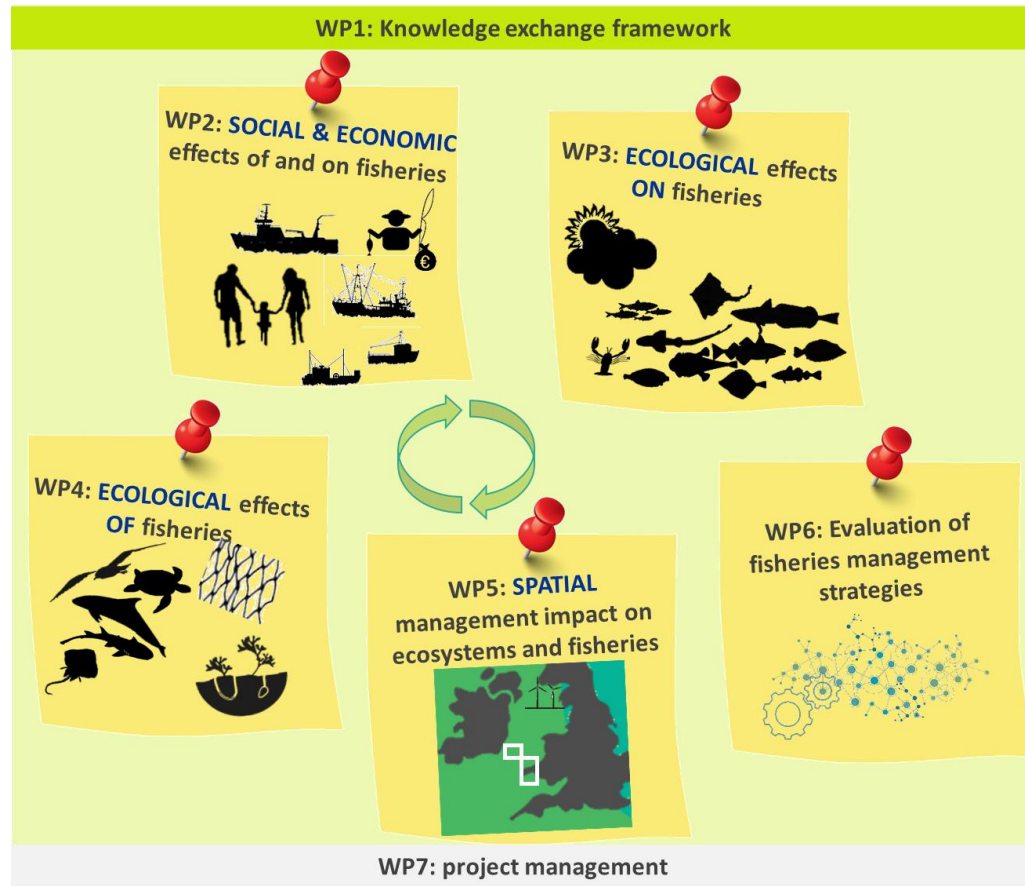 WP1: Knowledge exchange framework
WP2: SOCIAL & ECONOMIC
effects of and on fisheries
€
WP3: ECOLOGICAL effects
ON fisheries
WP4: ECOLOGICAL effects
OF fisheries
WP5: SPATIAL
management impact on
ecosystems and fisheries
WP6: Evaluation of
fisheries management
strategies
WP7: project management